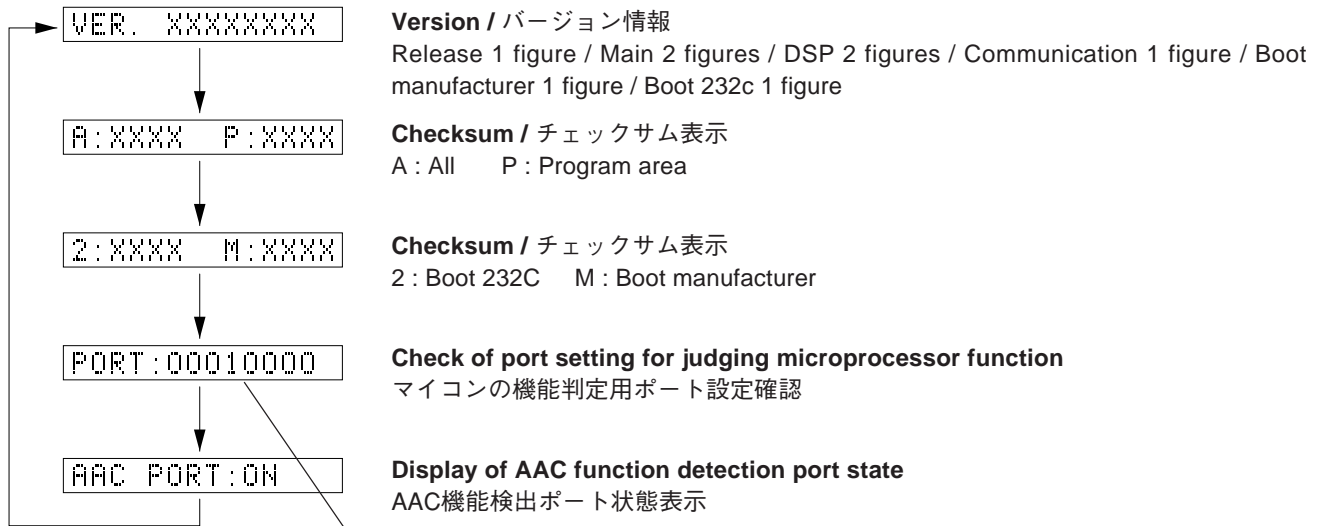 VER. XXXXXXXX
Version / バージョン情報
Release 1 figure / Main 2 figures / DSP 2 figures / Communication 1 figure / Boot
manufacturer 1 figure / Boot 232c 1 figure
A:XXXX P:XXXX
Checksum / チェックサム表示
A : All P : Program area
2:XXXX M:XXXX
Checksum / チェックサム表示
2 : Boot 232C M : Boot manufacturer
PORT:00010000
Check of port setting for judging microprocessor function
マイコンの機能判定用ポート設定確認
AAC PORT:ON
Display of AAC function detection port state
AAC機能検出ポート状態表示